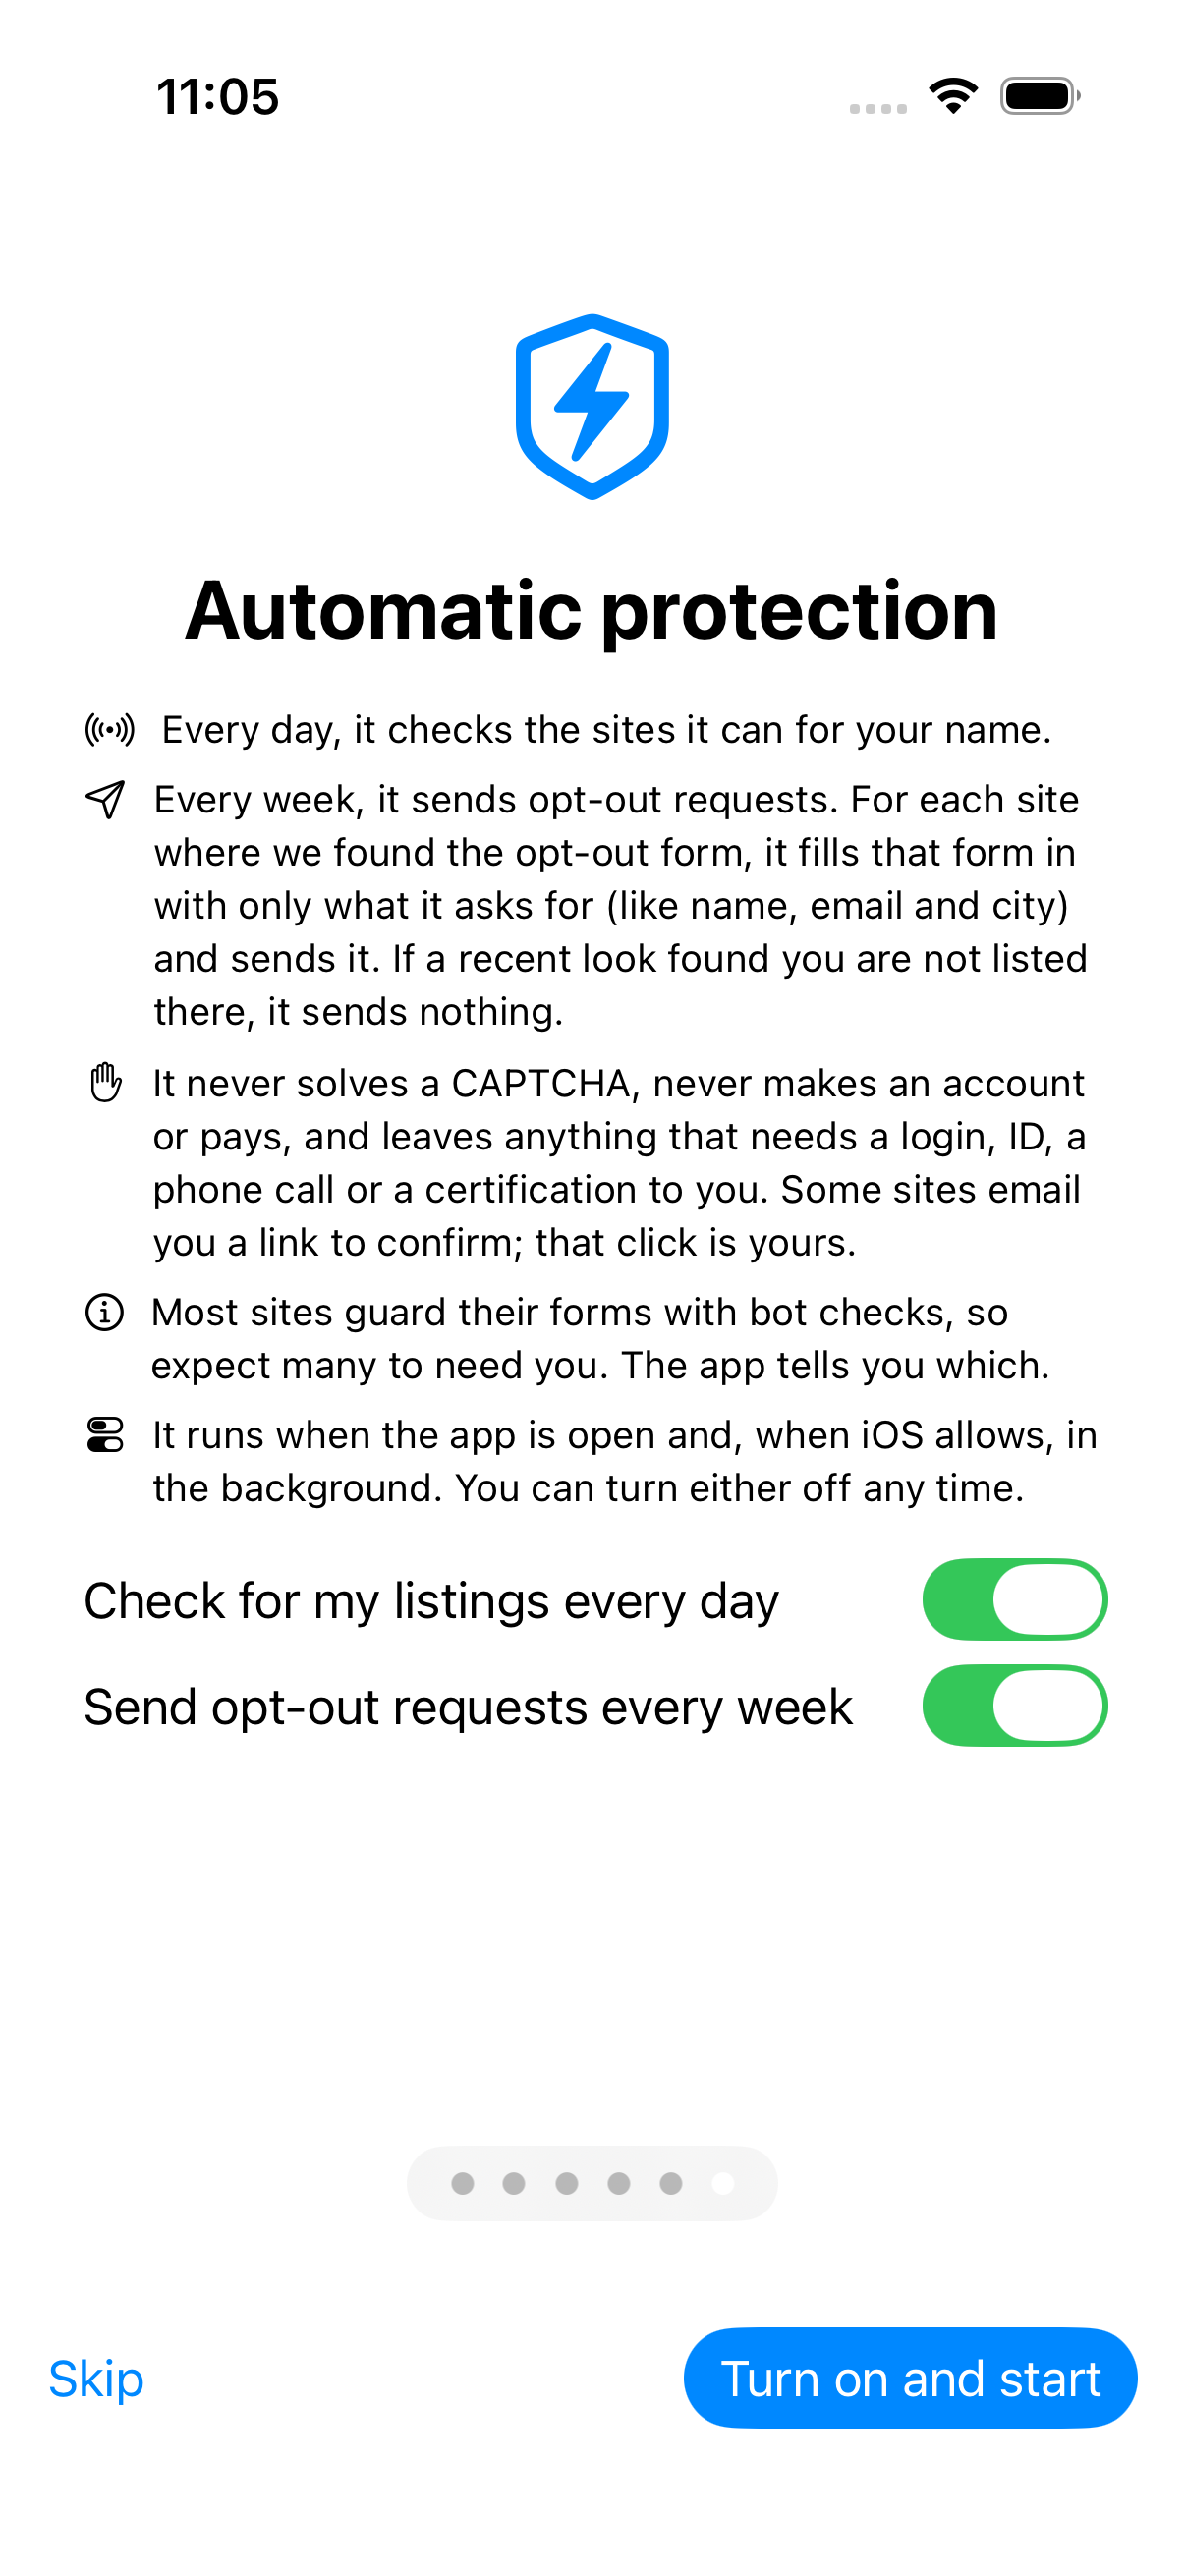 11:05
Automatic protection
Every day, it checks the sites it can for your name.
Every week, it sends opt-out requests. For each site
where we found the opt-out form, it fills that form in
with only what it asks for (like name, email and city)
and sends it. If a recent look found you are not listed
there, it sends nothing.
It never solves a CAPTCHA, never makes an account
or pays, and leaves anything that needs a login, ID, a
phone call or a certification to you. Some sites email
you a link to confirm; that click is yours.
Most sites guard their forms with bot checks, so
expect many to need you. The app tells you which.
It runs when the app is open and, when iOS allows, in
the background. You can turn either off any time.
Check for my listings every day
Send opt-out requests every week
Skip
Turn on and start